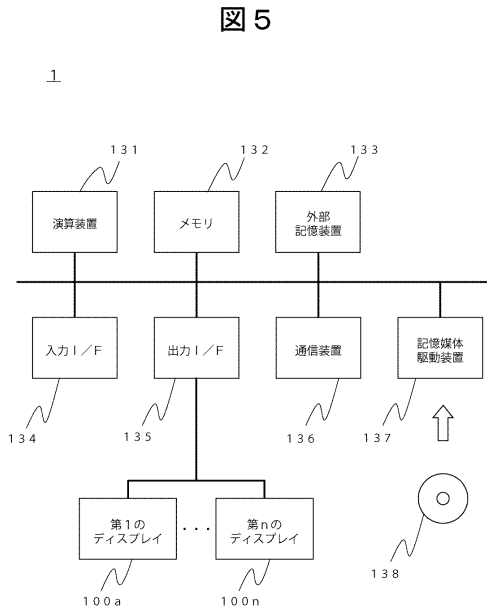 図５
１
１３１
１３２
１３３
演算装置
メモリ
外部
記憶装置
入力Ｉ／Ｆ
出力Ｉ／Ｆ
通信装置
記憶媒体
駆動装置
１３４
１３５
１３６
１３７
第１の
ディスプレイ
・・・
第ｎの
ディスプレイ
１００ａ
１００ｎ
１３８